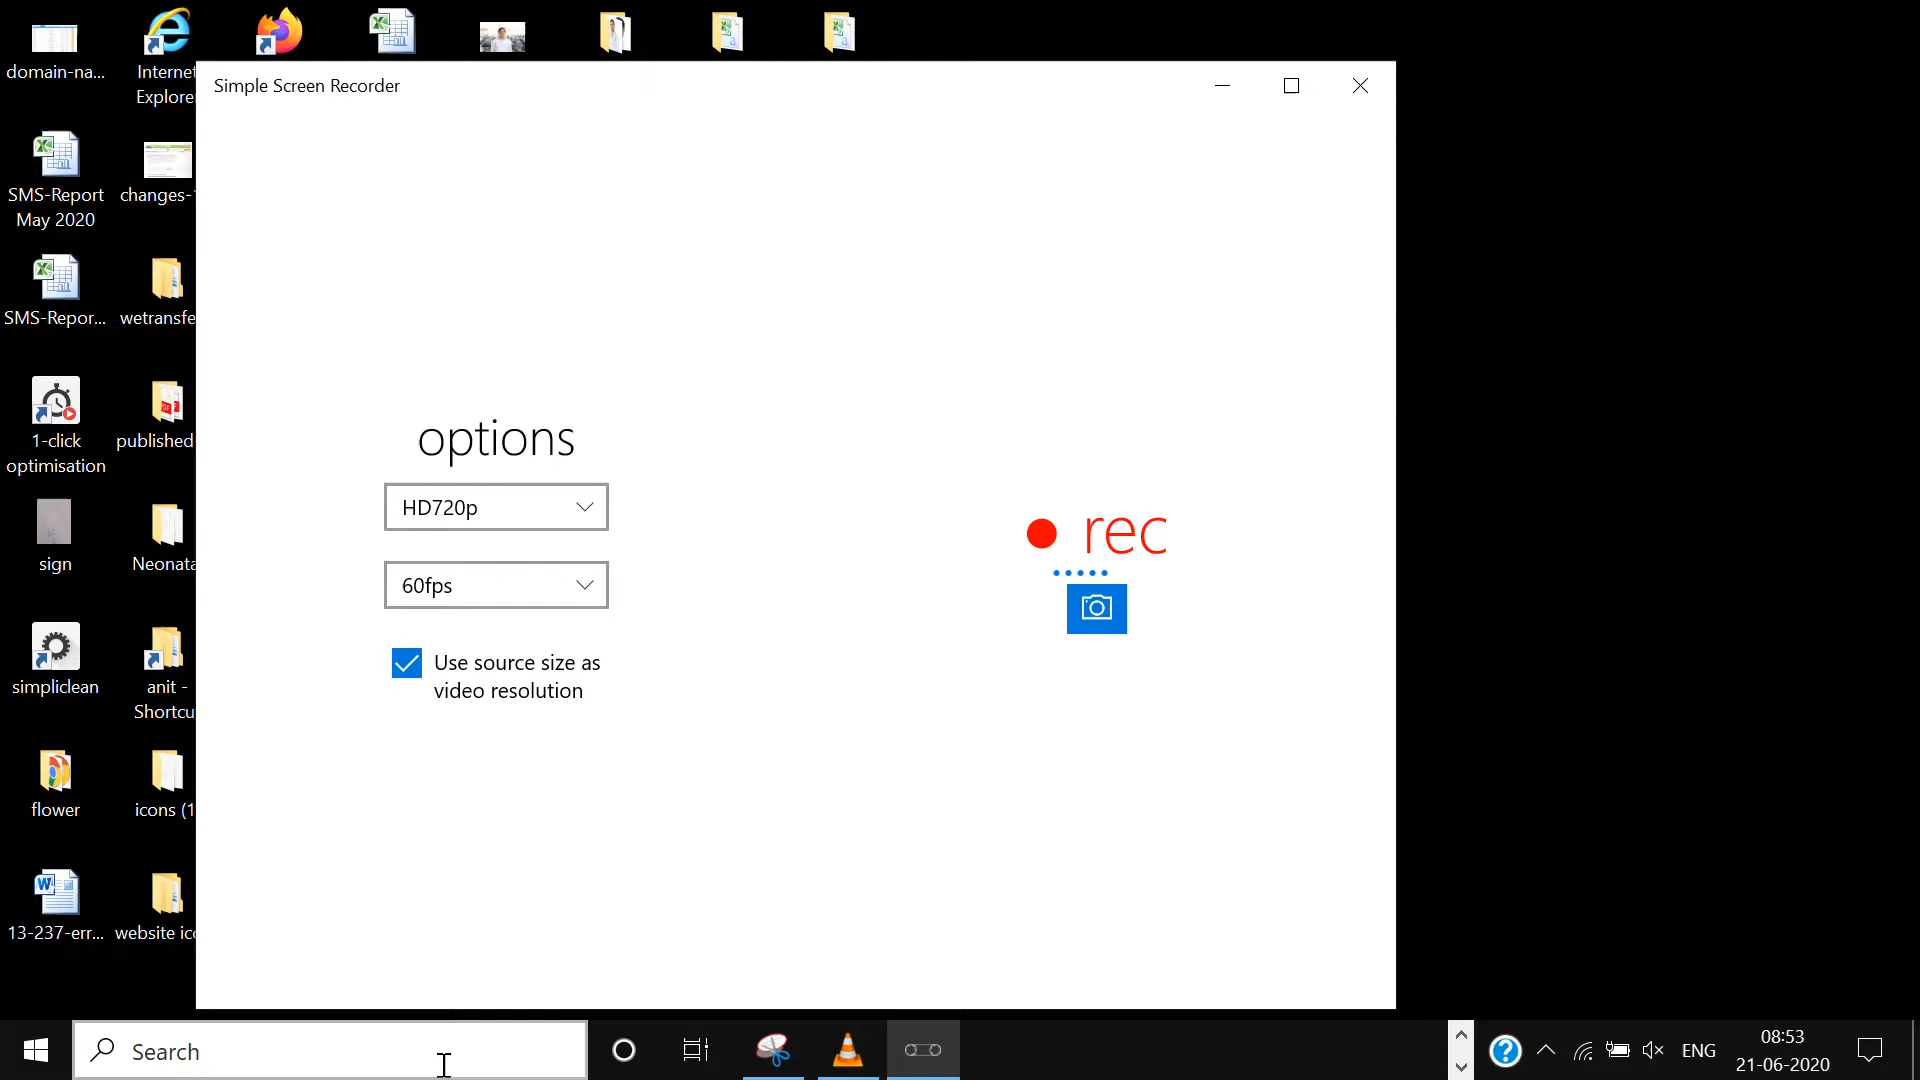 domain-na...
Internet
Explore
Simple Screen Recorder
SMS-Report
May 2020
changes-
SMS-Repor...
wetransfe
1-click
optimisation
published
sign
Neonata
simpliclean
anit -
Shortcu
flower
icons (1
13-237-err...
website ico
options
HD720p
60fps
Use source size as
video resolution
rec
Search
ENG
08:53
21-06-2020